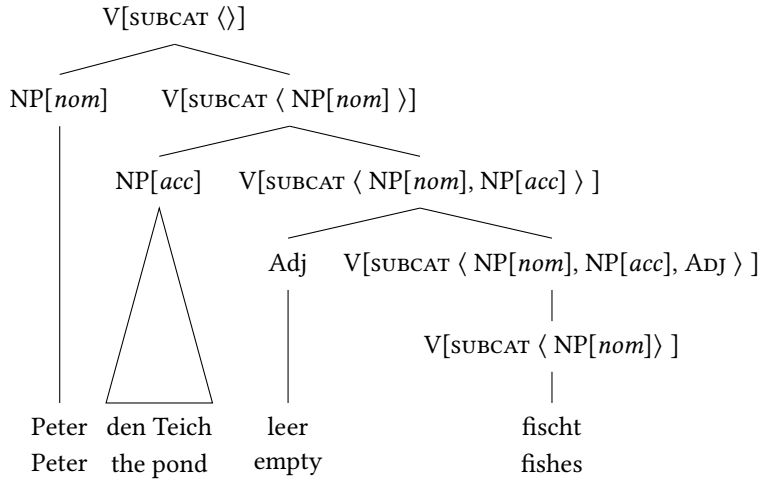 V[SUBCAT ⟨⟩]
NP[nom] V[SUBCAT ⟨ NP[nom] ⟩]
NP[acc] V[SUBCAT ⟨ NP[nom], NP[acc] ⟩ ]
Adj V[SUBCAT ⟨ NP[nom], NP[acc], ADJ ⟩ ]
V[SUBCAT ⟨ NP[nom]⟩ ]
Peter den Teich leer fischt
Peter the pond empty fishes